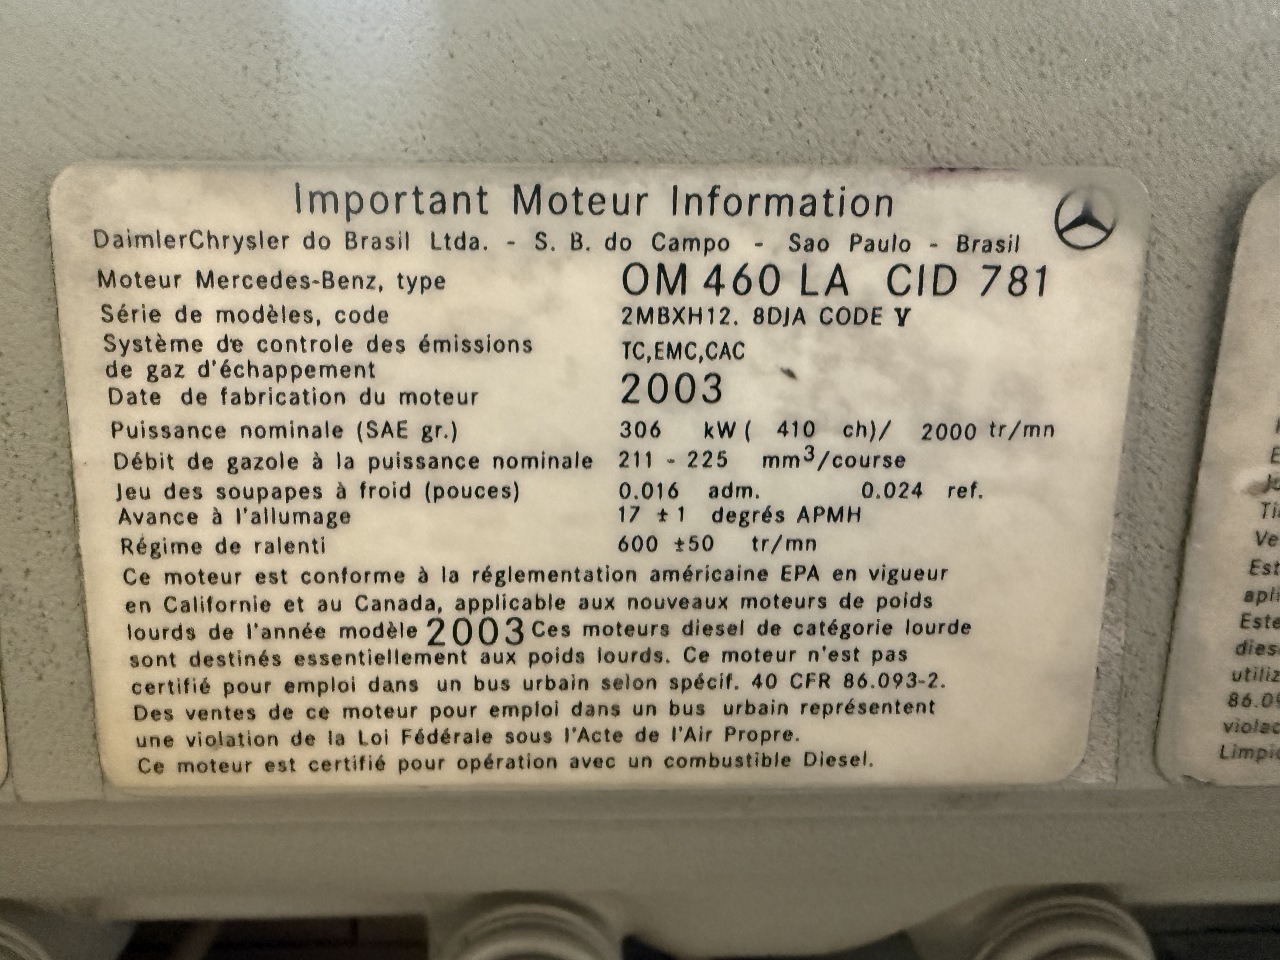 Important Moteur Information
DaimlerChrysler do Brasil Ltda. - S. B. do Campo - Sao Paulo - Brasil
Moteur Mercedes-Benz, type OM 460 LA CID 781
Série de modèles, code 2MBXH12. 8DJA CODE V
Système de controle des émissions
de gaz d'échappement TC,EMC,CAC
Date de fabrication du moteur 2003
Puissance nominale (SAE gr.) 306 kW ( 410 ch)/ 2000 tr/mn
Débit de gazole à la puissance nominale 211 - 225 mm³/course
Jeu des soupapes à froid (pouces) 0.016 adm. 0.024 ref.
Avance à l'allumage 17 ±1 degrés APMH
Régime de ralenti 600 ±50 tr/mn
Ce moteur est conforme à la réglementation américaine EPA en vigueur
en Californie et au Canada, applicable aux nouveaux moteurs de poids
lourds de l'année modèle 2003 Ces moteurs diesel de catégorie lourde
sont destinés essentiellement aux poids lourds. Ce moteur n'est pas
certifié pour emploi dans un bus urbain selon spécif. 40 CFR 86.093-2.
Des ventes de ce moteur pour emploi dans un bus urbain représentent
une violation de la Loi Fédérale sous l'Acte de l'Air Propre.
Ce moteur est certifié pour opération avec un combustible Diesel.